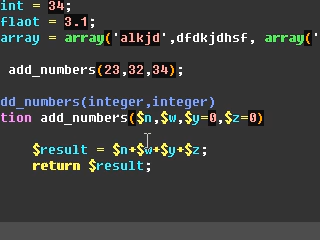 int = 34;
flaot = 3.1;
array = array('alkjd',dfdkjdhsf, array('
add_numbers(23,32,34);
dd_numbers(integer,integer)
tion add_numbers($n,$w,$y=0,$z=0)
$result = $n+$w+$y+$z;
return $result;